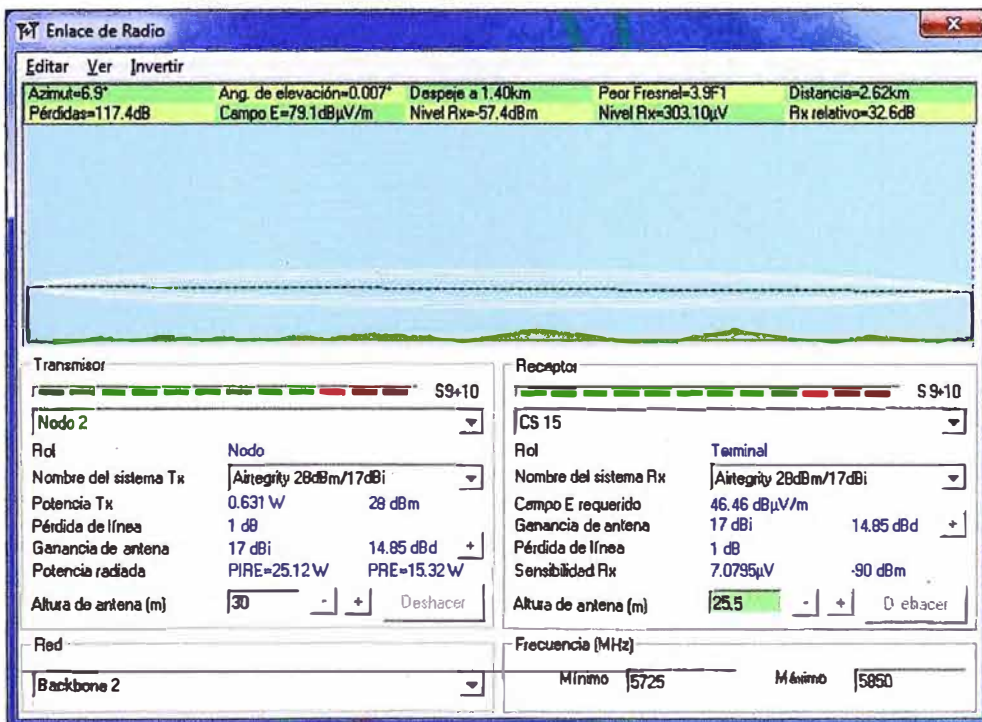 Enlace de Radio
Editar Ver Invertir
Azimut=6.9° Ang. de elevación=0.007° Despeje a 1.40km Peor Fresnel=3.9F1 Distancia=2.62km
Pérdidas=117.4dB Campo E=79.1dBµV/m Nivel Rx=-57.4dBm Nivel Rx=303.10µV Rx relativo=32.6dB
Transmisor
S9+10
Nodo 2
Rol Nodo
Nombre del sistema Tx Airtegrity 28dBm/17dBi
Potencia Tx 0.631 W 28 dBm
Pérdida de línea 1 dB
Ganancia de antena 17 dBi 14.85 dBd +
Potencia radiada PIRE=25.12 W PRE=15.32 W
Altura de antena (m) 30 - + Deshacer
Red
Backbone 2
Receptor
S9+10
CS 15
Rol Terminal
Nombre del sistema Rx Airtegrity 28dBm/17dBi
Campo E requerido 46.46 dBµV/m
Ganancia de antena 17 dBi 14.85 dBd +
Pérdida de línea 1 dB
Sensibilidad Rx 7.0795µV -90 dBm
Altura de antena (m) 25.5 - + Deshacer
Frecuencia (MHz)
Mínimo 5725 Máximo 5850